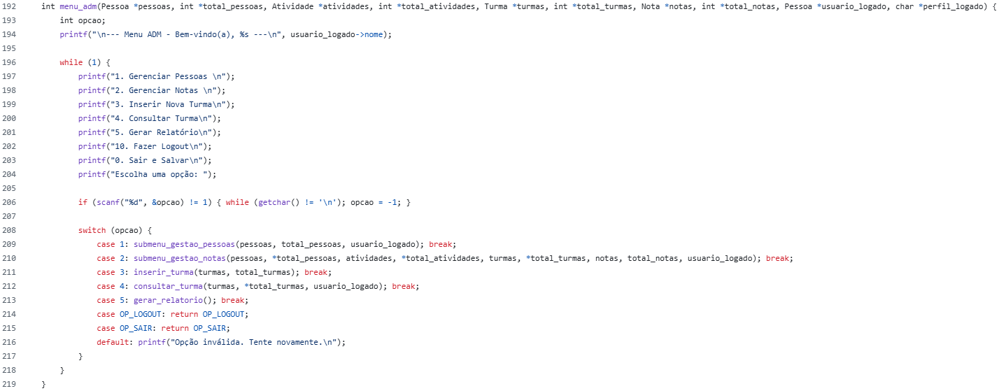 192 int menu_adm(Pessoa *pessoas, int *total_pessoas, Atividade *atividades, int *total_atividades, Turma *turmas, int *total_turmas, Nota *notas, int *total_notas, Pessoa *usuario_logado, char *perfil_logado) {
193     int opcao;
194     printf("\n--- Menu ADM - Bem-vindo(a), %s ---\n", usuario_logado->nome);
195
196     while (1) {
197         printf("1. Gerenciar Pessoas \n");
198         printf("2. Gerenciar Notas \n");
199         printf("3. Inserir Nova Turma\n");
200         printf("4. Consultar Turma\n");
201         printf("5. Gerar Relatório\n");
202         printf("10. Fazer Logout\n");
203         printf("0. Sair e Salvar\n");
204         printf("Escolha uma opção: ");
205
206         if (scanf("%d", &opcao) != 1) { while (getchar() != '\n'); opcao = -1; }
207
208         switch (opcao) {
209             case 1: submenu_gestao_pessoas(pessoas, total_pessoas, usuario_logado); break;
210             case 2: submenu_gestao_notas(pessoas, *total_pessoas, atividades, *total_atividades, turmas, *total_turmas, notas, total_notas, usuario_logado); break;
211             case 3: inserir_turma(turmas, total_turmas); break;
212             case 4: consultar_turma(turmas, *total_turmas, usuario_logado); break;
213             case 5: gerar_relatorio(); break;
214             case OP_LOGOUT: return OP_LOGOUT;
215             case OP_SAIR: return OP_SAIR;
216             default: printf("Opção inválida. Tente novamente.\n");
217         }
218     }
219 }